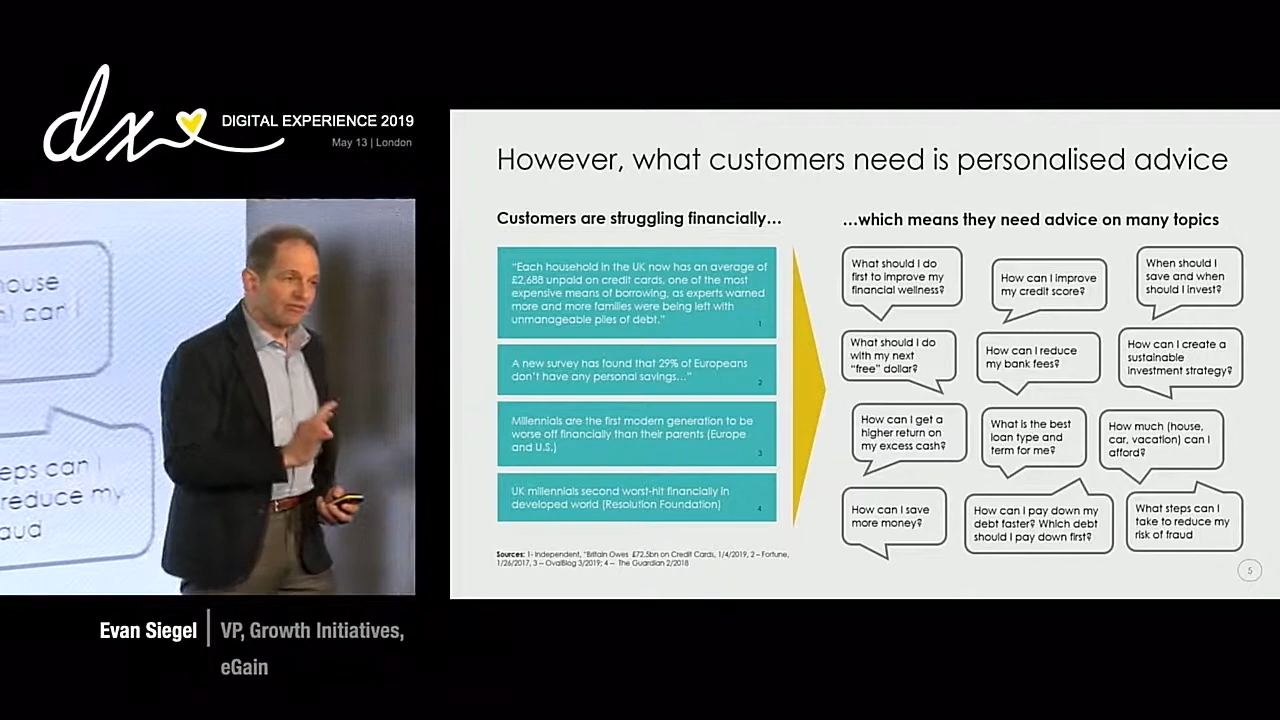 dx
DIGITAL EXPERIENCE 2019
May 13 | London
However, what customers need is personalised advice
Customers are struggling financially…
"Each household in the UK now has an average of
£2,688 unpaid on credit cards, one of the most
expensive means of borrowing, as experts warned
more and more families were being left with
unmanageable piles of debt."
1
A new survey has found that 29% of Europeans
don't have any personal savings…"
2
Millennials are the first modern generation to be
worse off financially than their parents (Europe
and U.S.)
3
UK millennials second worst-hit financially in
developed world (Resolution Foundation)
4
Sources: 1- Independent, "Britain Owes £72.5bn on Credit Cards, 1/4/2019, 2 – Fortune,
1/26/2017, 3 – OvalBlog 3/2019; 4 – The Guardian 2/2018
…which means they need advice on many topics
What should I do
first to improve my
financial wellness?
How can I improve
my credit score?
When should I
save and when
should I invest?
What should I do
with my next
"free" dollar?
How can I reduce
my bank fees?
How can I create a
sustainable
investment strategy?
How can I get a
higher return on
my excess cash?
What is the best
loan type and
term for me?
How much (house,
car, vacation) can I
afford?
How can I save
more money?
How can I pay down my
debt faster? Which debt
should I pay down first?
What steps can I
take to reduce my
risk of fraud
5
house
can I
eps can I
reduce my
aud
Evan Siegel | VP, Growth Initiatives,
eGain